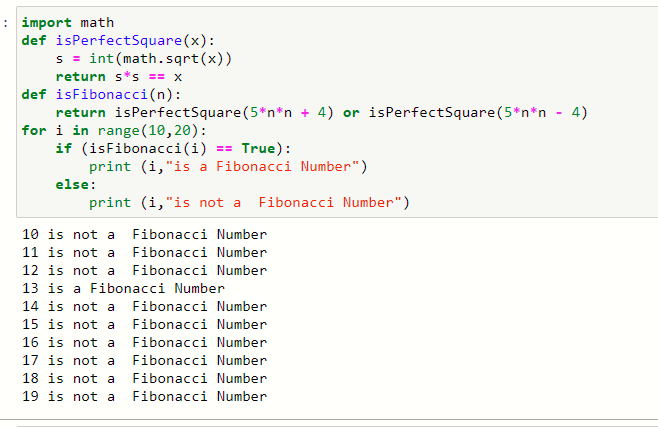 :
import math
def isPerfectSquare(x):
    s = int(math.sqrt(x))
    return s*s == x
def isFibonacci(n):
    return isPerfectSquare(5*n*n + 4) or isPerfectSquare(5*n*n - 4)
for i in range(10,20):
    if (isFibonacci(i) == True):
        print (i,"is a Fibonacci Number")
    else:
        print (i,"is not a  Fibonacci Number")
10 is not a  Fibonacci Number
11 is not a  Fibonacci Number
12 is not a  Fibonacci Number
13 is a Fibonacci Number
14 is not a  Fibonacci Number
15 is not a  Fibonacci Number
16 is not a  Fibonacci Number
17 is not a  Fibonacci Number
18 is not a  Fibonacci Number
19 is not a  Fibonacci Number